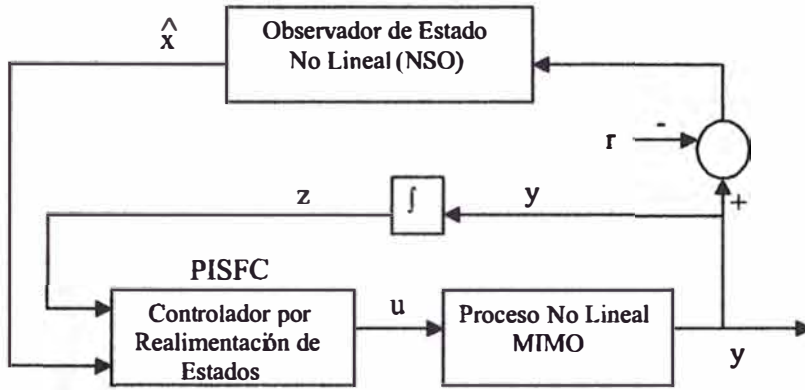 ^
x
Observador de Estado
No Lineal (NSO)
-
r
z
∫
y
+
PISFC
Controlador por
Realimentación de
Estados
u
Proceso No Lineal
MIMO
y